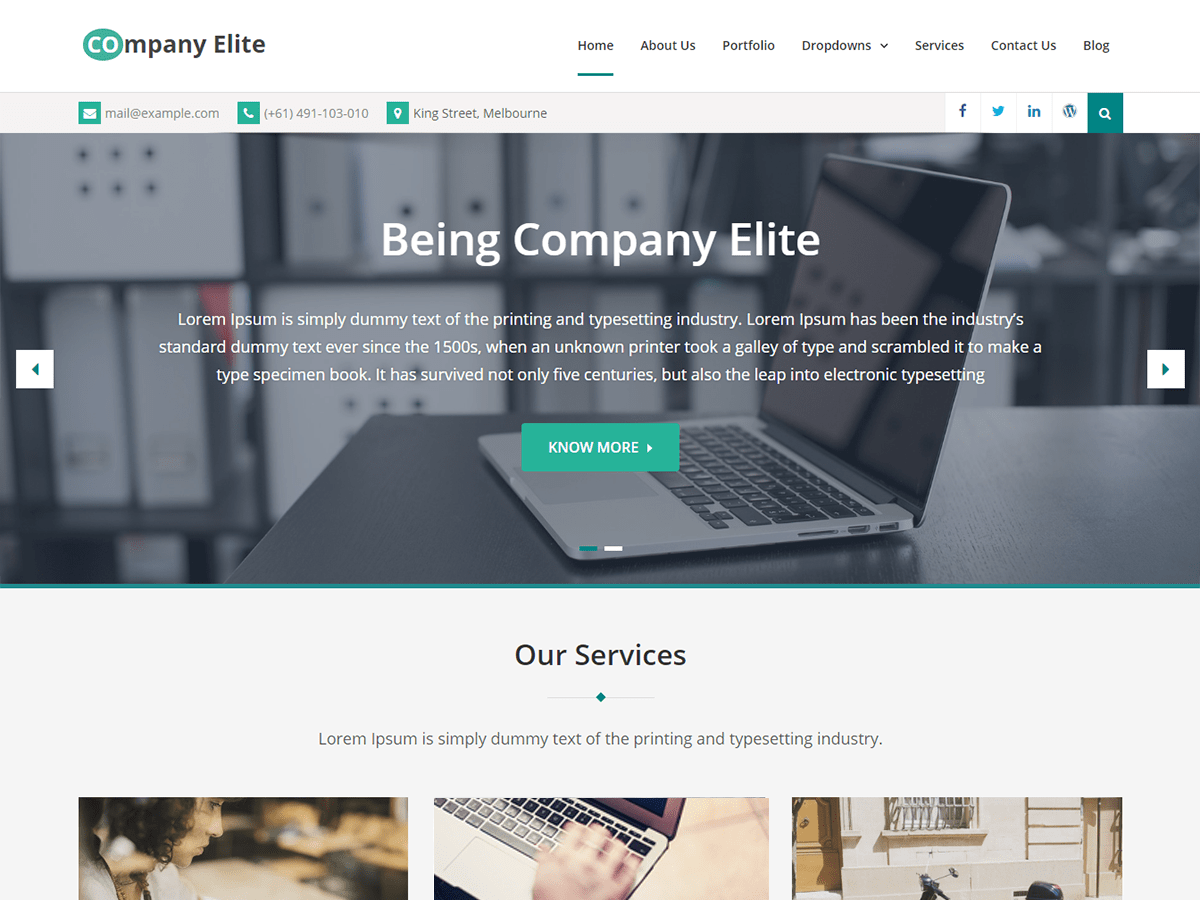 COmpany Elite
Home About Us Portfolio Dropdowns Services Contact Us Blog
mail@example.com (+61) 491-103-010 King Street, Melbourne
Being Company Elite
Lorem Ipsum is simply dummy text of the printing and typesetting industry. Lorem Ipsum has been the industry’s
standard dummy text ever since the 1500s, when an unknown printer took a galley of type and scrambled it to make a
type specimen book. It has survived not only five centuries, but also the leap into electronic typesetting
KNOW MORE
Our Services
Lorem Ipsum is simply dummy text of the printing and typesetting industry.